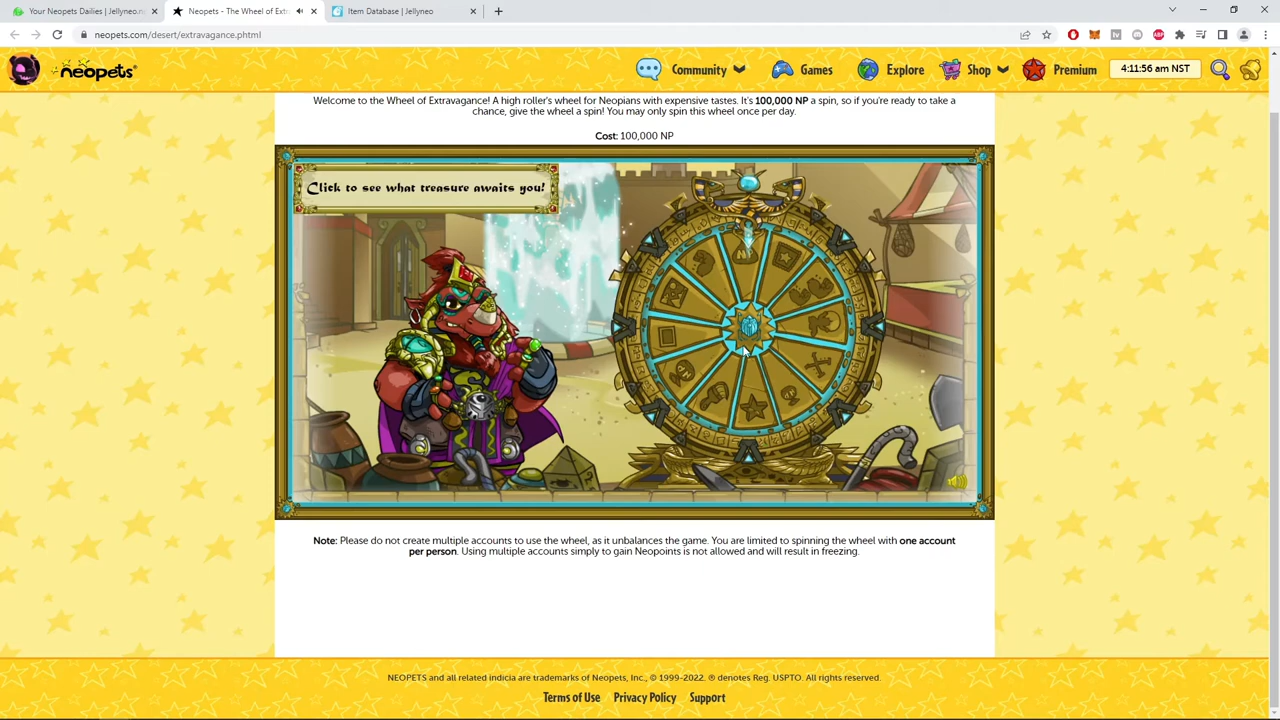 Your Neopets Dailies | Jellyneo.n
Neopets - The Wheel of Extr
Item Database | Jellyneo
neopets.com/desert/extravagance.phtml
ABP
neopets
Community
Games
Explore
Shop
Premium
4:11:56 am NST
Welcome to the Wheel of Extravagance! A high roller's wheel for Neopians with expensive tastes. It's 100,000 NP a spin, so if you're ready to take a
chance, give the wheel a spin! You may only spin this wheel once per day.
Cost: 100,000 NP
Click to see what treasure awaits you!
Note: Please do not create multiple accounts to use the wheel, as it unbalances the game. You are limited to spinning the wheel with one account
per person. Using multiple accounts simply to gain Neopoints is not allowed and will result in freezing.
NEOPETS and all related indicia are trademarks of Neopets, Inc., © 1999-2022. ® denotes Reg. USPTO. All rights reserved.
Terms of Use
Privacy Policy
Support